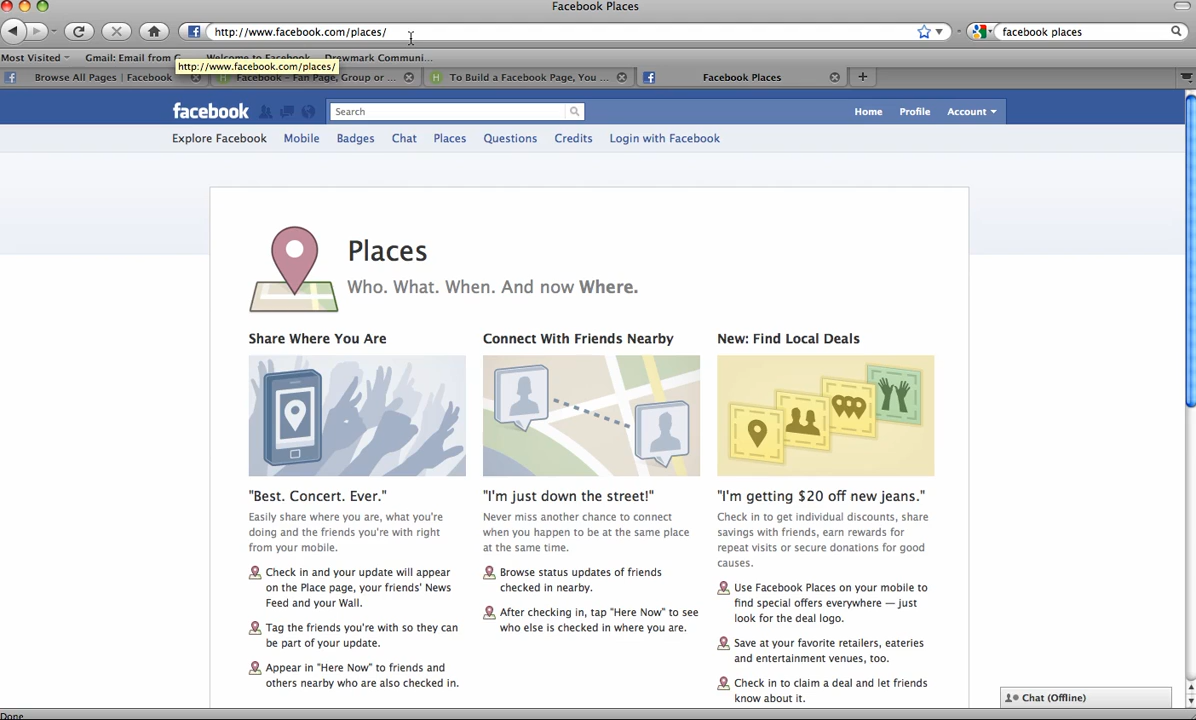 Facebook Places
http://www.facebook.com/places/
facebook places
Most Visited
Gmail: Email from G
Welcome to Facebook
Drewmark Communi...
http://www.facebook.com/places/
Browse All Pages | Facebook
Facebook – Fan Page, Group or ...
To Build a Facebook Page, You ...
Facebook Places
facebook
Search
Home
Profile
Account
Explore Facebook
Mobile
Badges
Chat
Places
Questions
Credits
Login with Facebook
Places
Who. What. When. And now Where.
Share Where You Are
"Best. Concert. Ever."
Easily share where you are, what you're
doing and the friends you're with right
from your mobile.
Check in and your update will appear
on the Place page, your friends' News
Feed and your Wall.
Tag the friends you're with so they can
be part of your update.
Appear in "Here Now" to friends and
others nearby who are also checked in.
Connect With Friends Nearby
"I'm just down the street!"
Never miss another chance to connect
when you happen to be at the same place
at the same time.
Browse status updates of friends
checked in nearby.
After checking in, tap "Here Now" to see
who else is checked in where you are.
New: Find Local Deals
"I'm getting $20 off new jeans."
Check in to get individual discounts, share
savings with friends, earn rewards for
repeat visits or secure donations for good
causes.
Use Facebook Places on your mobile to
find special offers everywhere — just
look for the deal logo.
Save at your favorite retailers, eateries
and entertainment venues, too.
Check in to claim a deal and let friends
know about it.
Chat (Offline)
Done